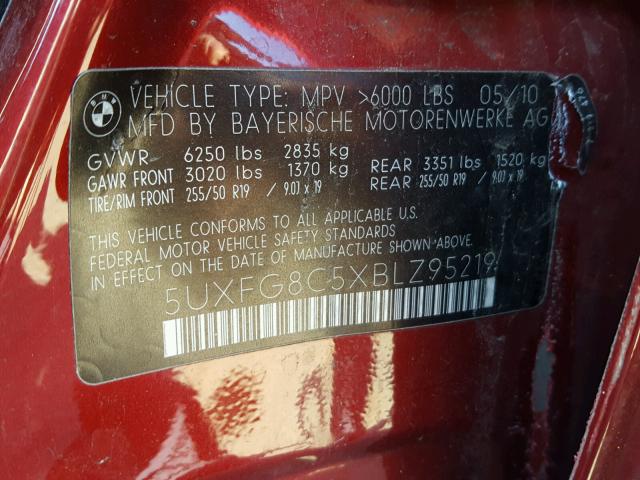 BMW
VEHICLE TYPE: MPV >6000 LBS 05/10
MFD BY BAYERISCHE MOTORENWERKE AG
GVWR 6250 lbs 2835 kg
GAWR FRONT 3020 lbs 1370 kg REAR 3351 lbs 1520 kg
TIRE/RIM FRONT 255/50 R19 / 9.0J x 19 REAR 255/50 R19 / 9.0J x 19
THIS VEHICLE CONFORMS TO ALL APPLICABLE U.S.
FEDERAL MOTOR VEHICLE SAFETY STANDARDS IN
EFFECT ON THE DATE OF MANUFACTURE SHOWN ABOVE.
5UXFG8C5XBLZ95219